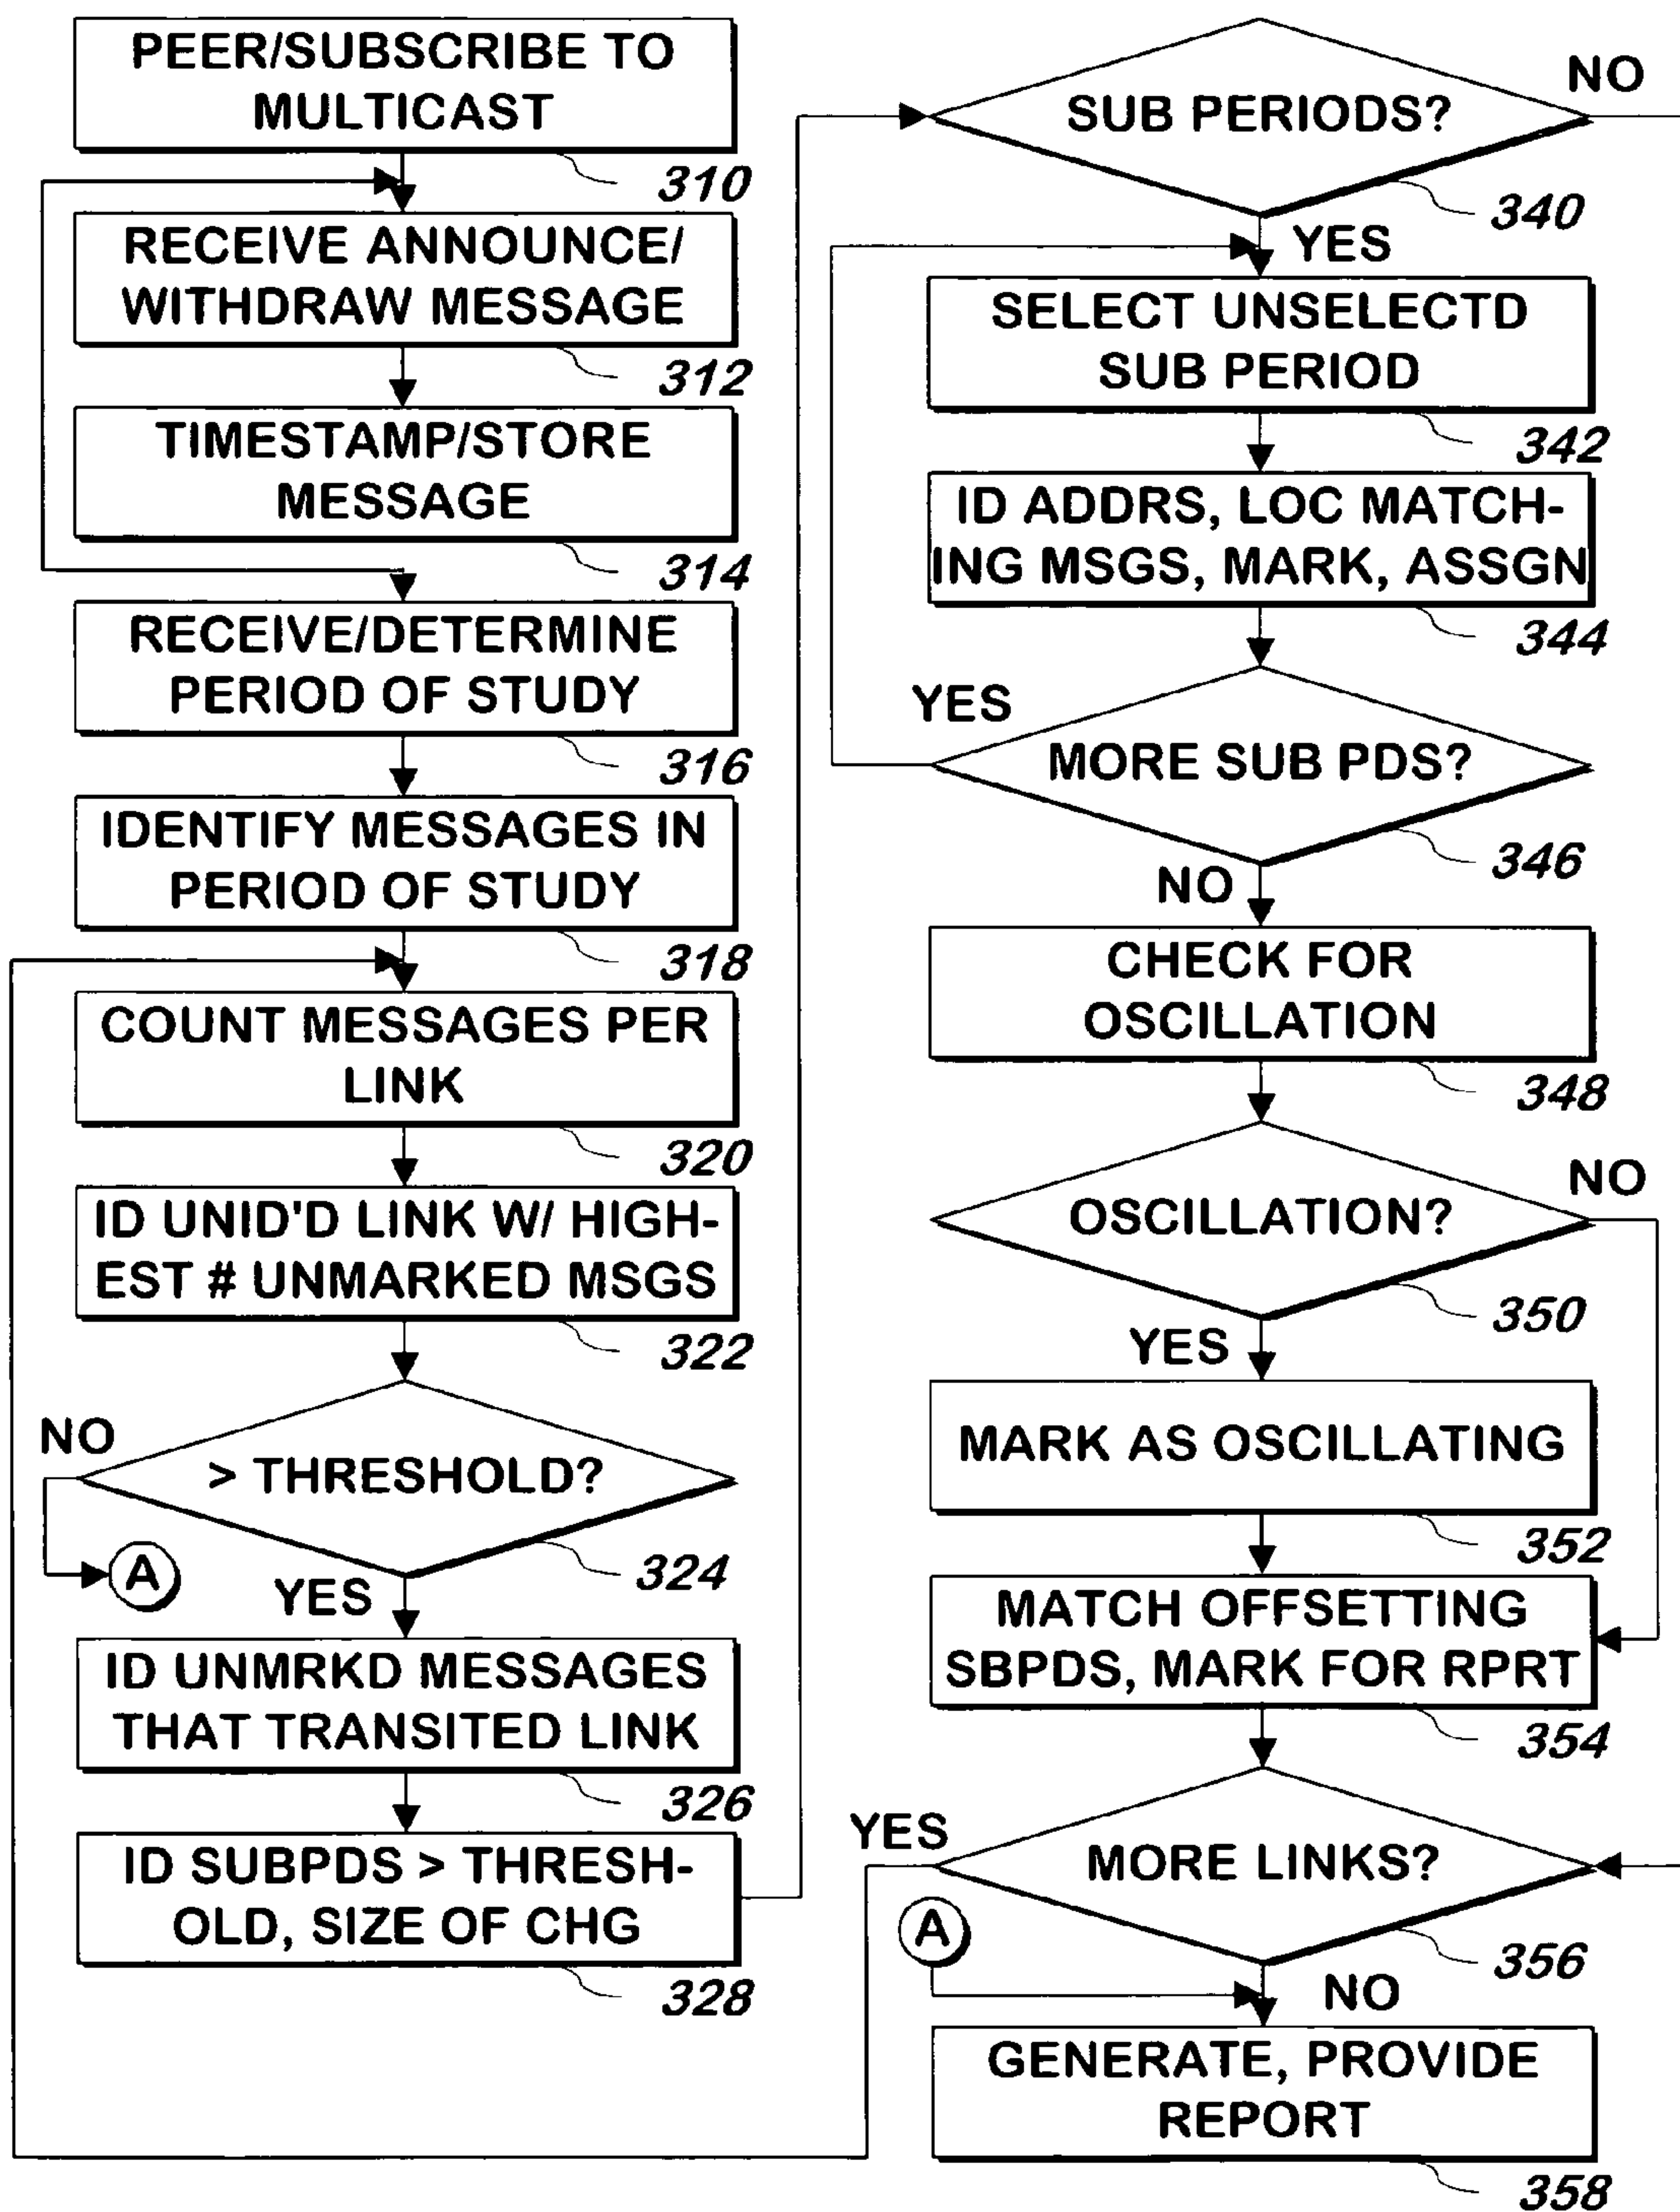 PEER/SUBSCRIBE TO
MULTICAST
310
RECEIVE ANNOUNCE/
WITHDRAW MESSAGE
312
TIMESTAMP/STORE
MESSAGE
314
RECEIVE/DETERMINE
PERIOD OF STUDY
316
IDENTIFY MESSAGES IN
PERIOD OF STUDY
318
COUNT MESSAGES PER
LINK
320
ID UNID'D LINK W/ HIGH-
EST # UNMARKED MSGS
322
NO
> THRESHOLD?
324
A
YES
ID UNMRKD MESSAGES
THAT TRANSITED LINK
326
ID SUBPDS > THRESH-
OLD, SIZE OF CHG
328
SUB PERIODS?
NO
340
YES
SELECT UNSELECTD
SUB PERIOD
342
ID ADDRS, LOC MATCH-
ING MSGS, MARK, ASSGN
344
YES
MORE SUB PDS?
346
NO
CHECK FOR
OSCILLATION
348
OSCILLATION?
NO
350
YES
MARK AS OSCILLATING
352
MATCH OFFSETTING
SBPDS, MARK FOR RPRT
354
YES
MORE LINKS?
356
A
NO
GENERATE, PROVIDE
REPORT
358